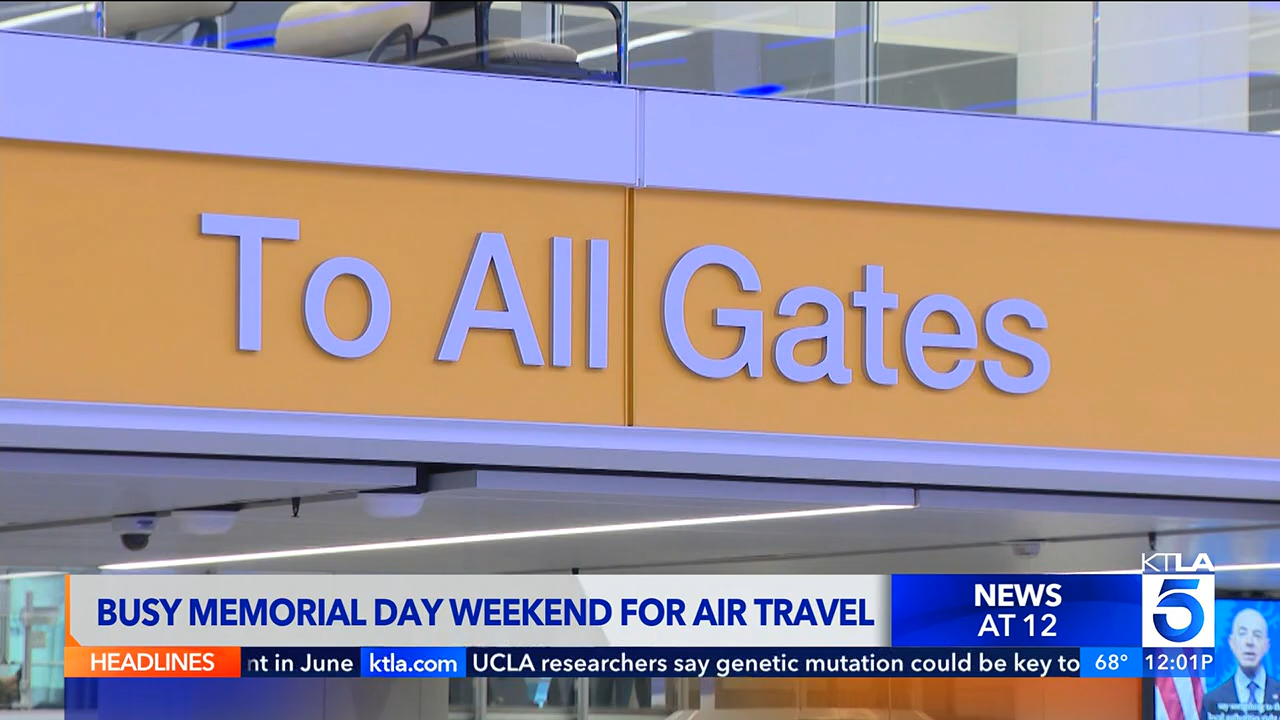 To All Gates
KTLA
5
BUSY MEMORIAL DAY WEEKEND FOR AIR TRAVEL
NEWS
AT 12
HEADLINES
nt in June ktla.com UCLA researchers say genetic mutation could be key to
68° 12:01P